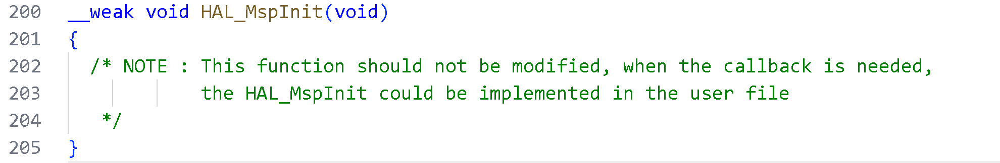 200 __weak void HAL_MspInit(void)
201 {
202 /* NOTE : This function should not be modified, when the callback is needed,
203 the HAL_MspInit could be implemented in the user file
204 */
205 }